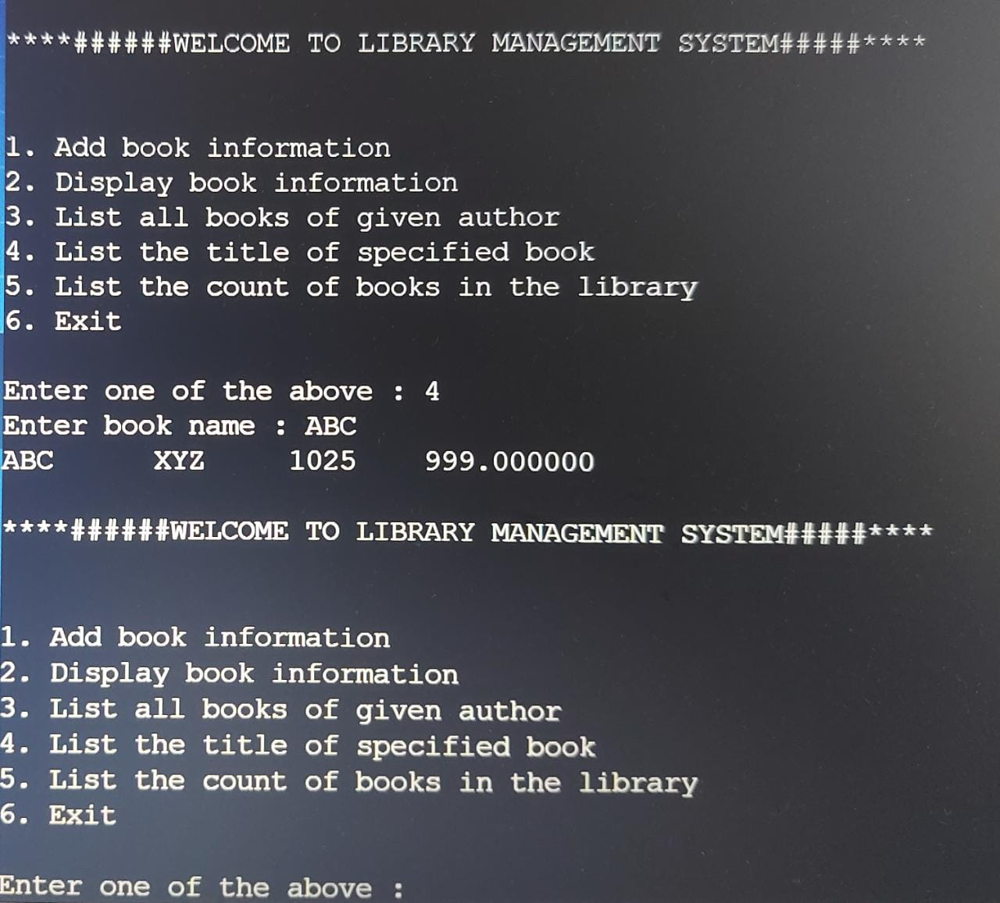 ****######WELCOME TO LIBRARY MANAGEMENT SYSTEM#####****
1. Add book information
2. Display book information
3. List all books of given author
4. List the title of specified book
5. List the count of books in the library
6. Exit
Enter one of the above : 4
Enter book name : ABC
ABC XYZ 1025 999.000000
****######WELCOME TO LIBRARY MANAGEMENT SYSTEM#####****
1. Add book information
2. Display book information
3. List all books of given author
4. List the title of specified book
5. List the count of books in the library
6. Exit
Enter one of the above :